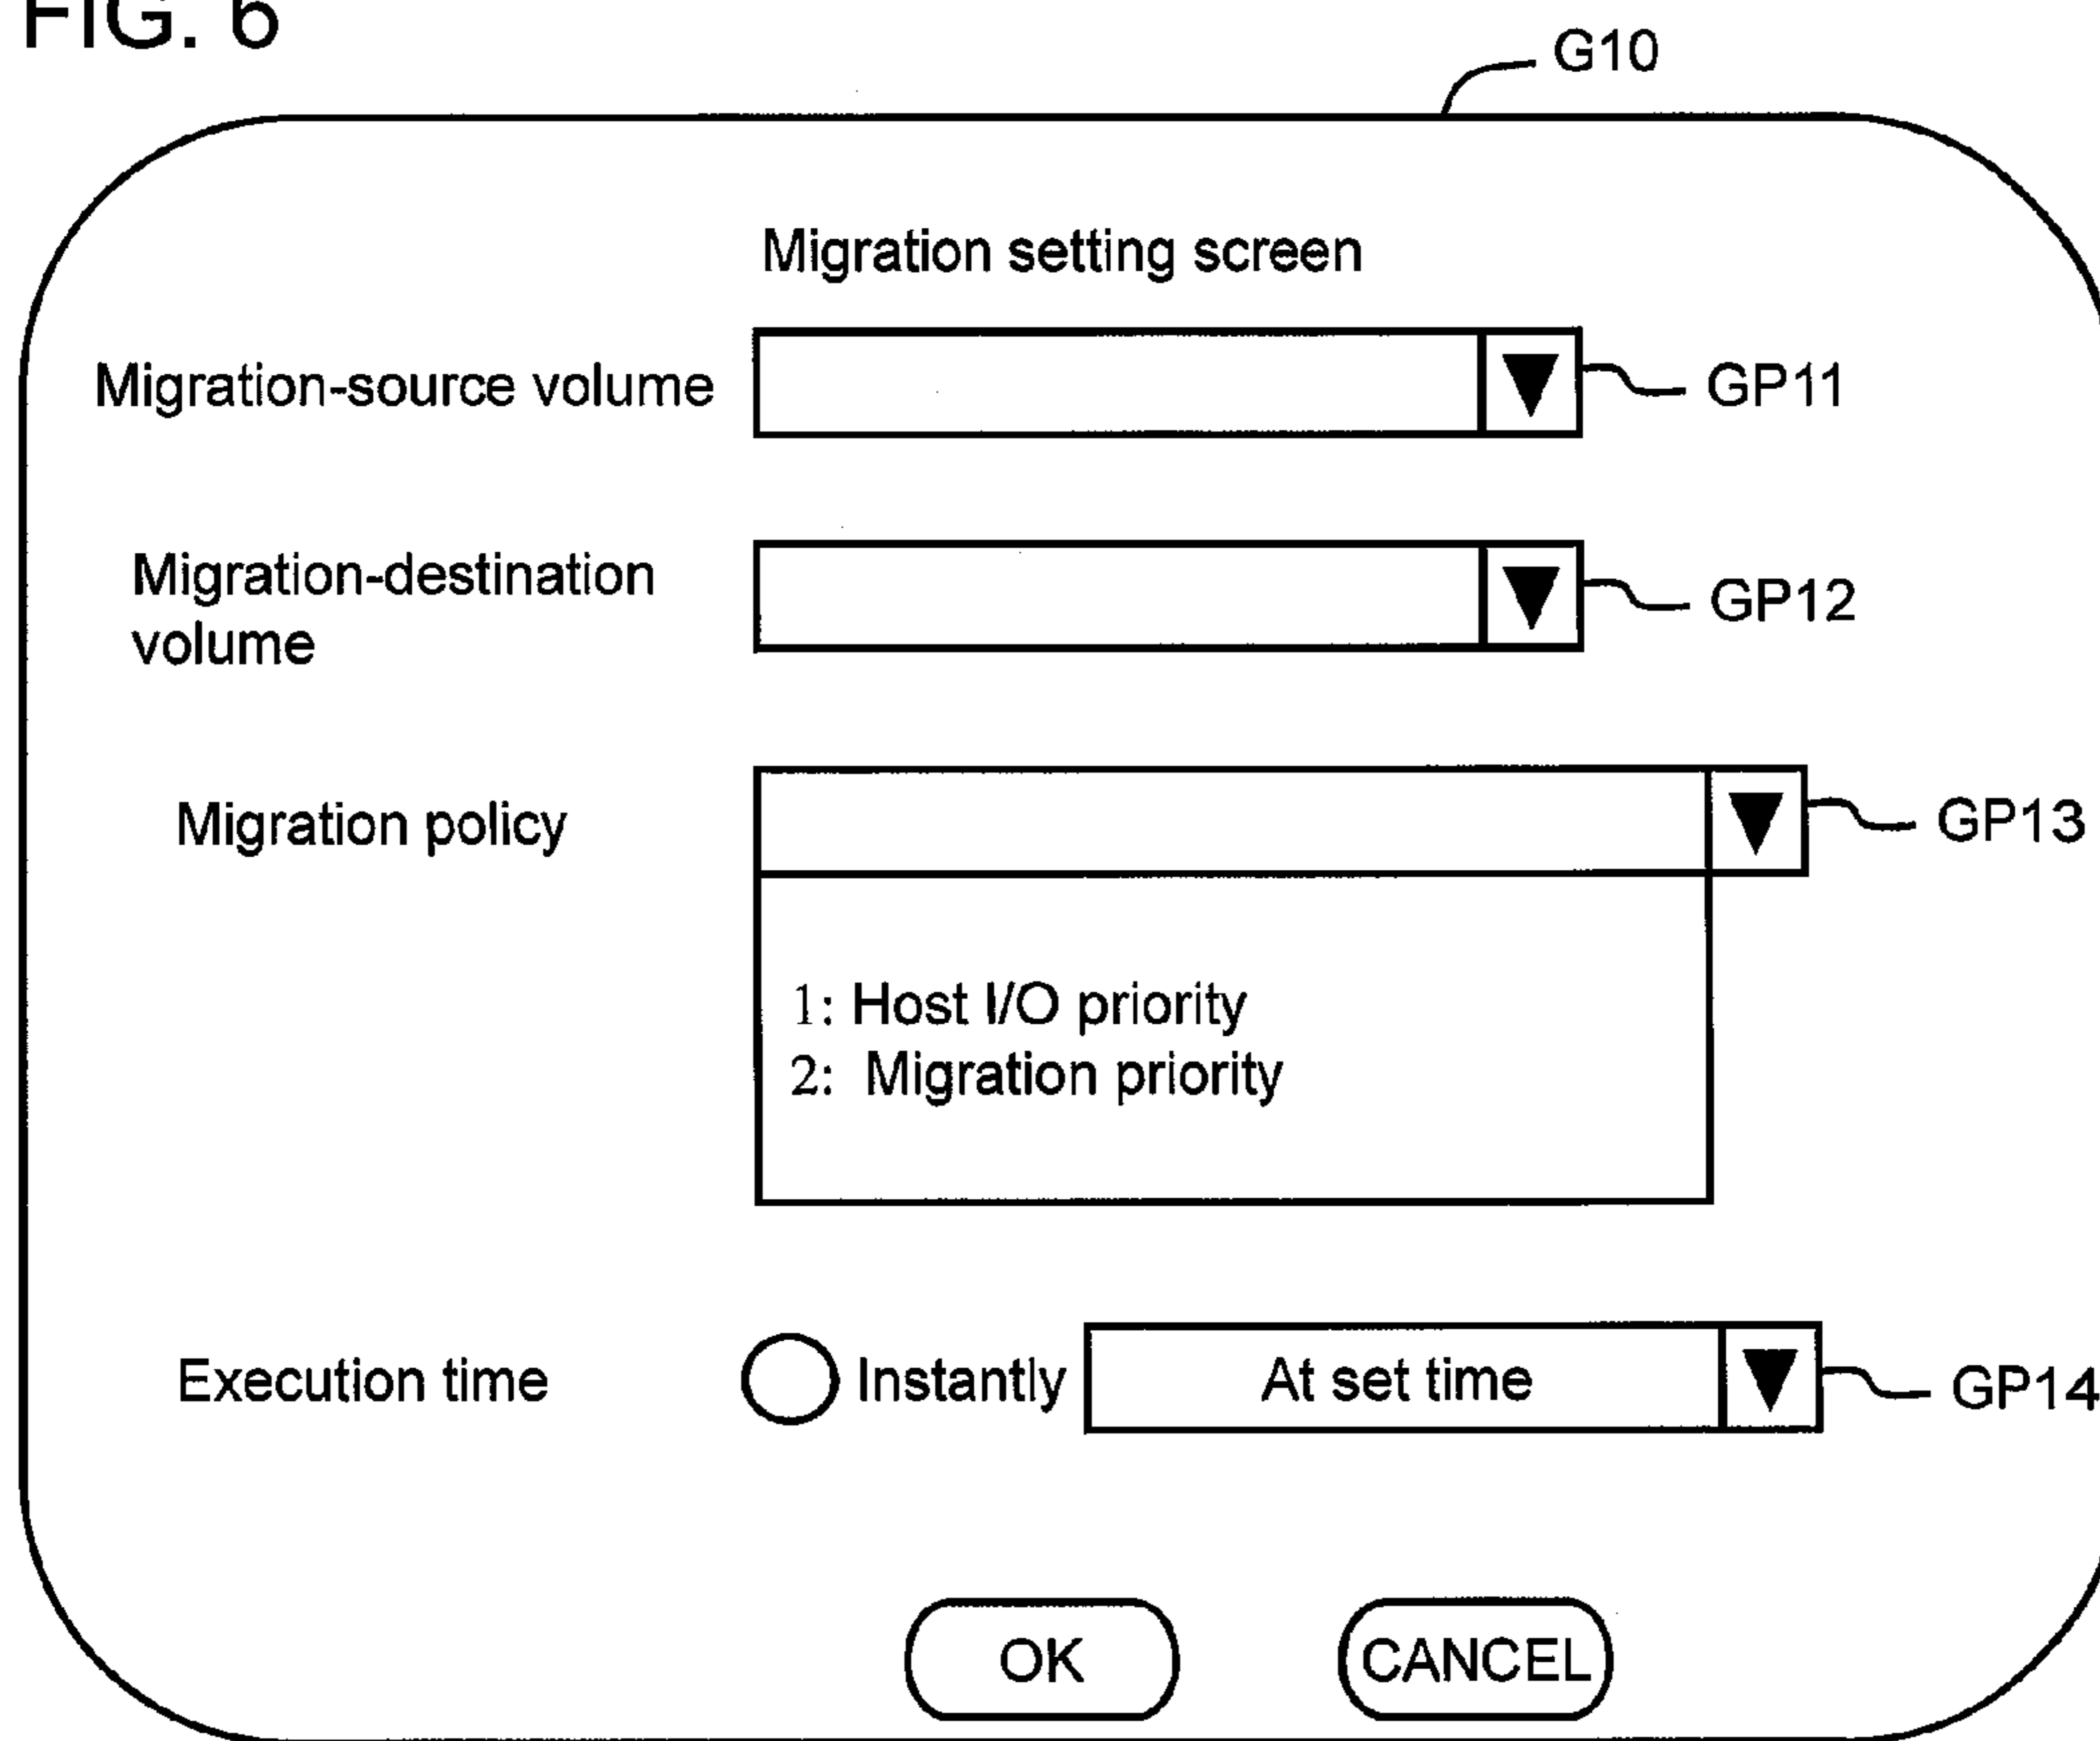 FIG. 6
G10
Migration setting screen
Migration-source volume
GP11
Migration-destination
volume
GP12
Migration policy
GP13
1: Host I/O priority
2: Migration priority
Execution time
Instantly
At set time
GP14
OK
CANCEL